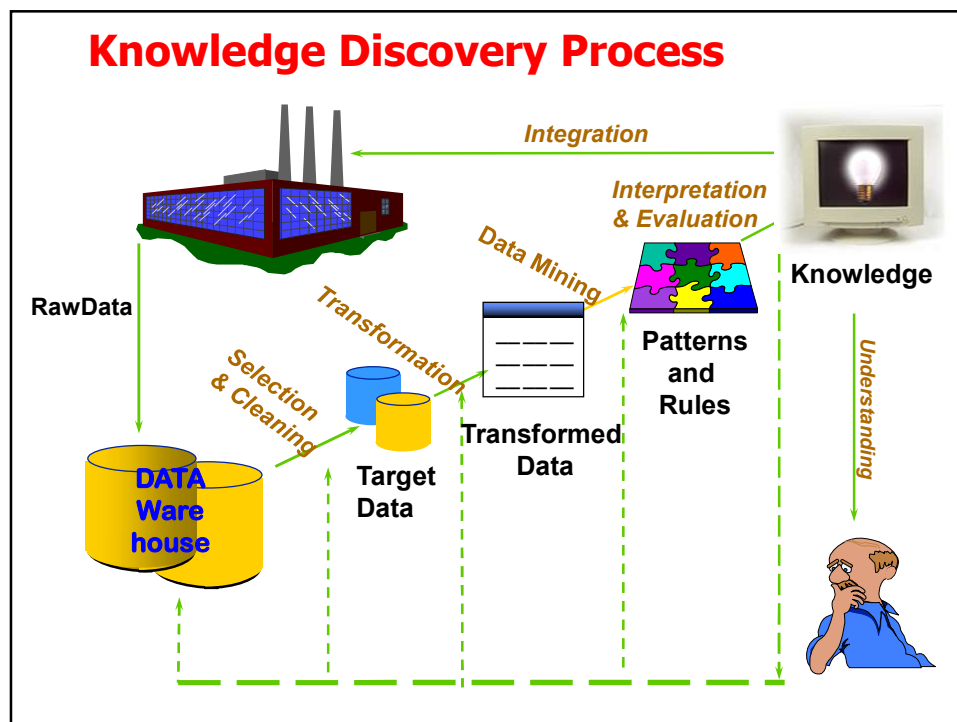 Knowledge Discovery Process
Integration
Interpretation
& Evaluation
Knowledge
Data Mining
RawData
Transformation
Patterns
and
Rules
Understanding
Selection
& Cleaning
Transformed
Data
Target
Data
DATA
Ware
house